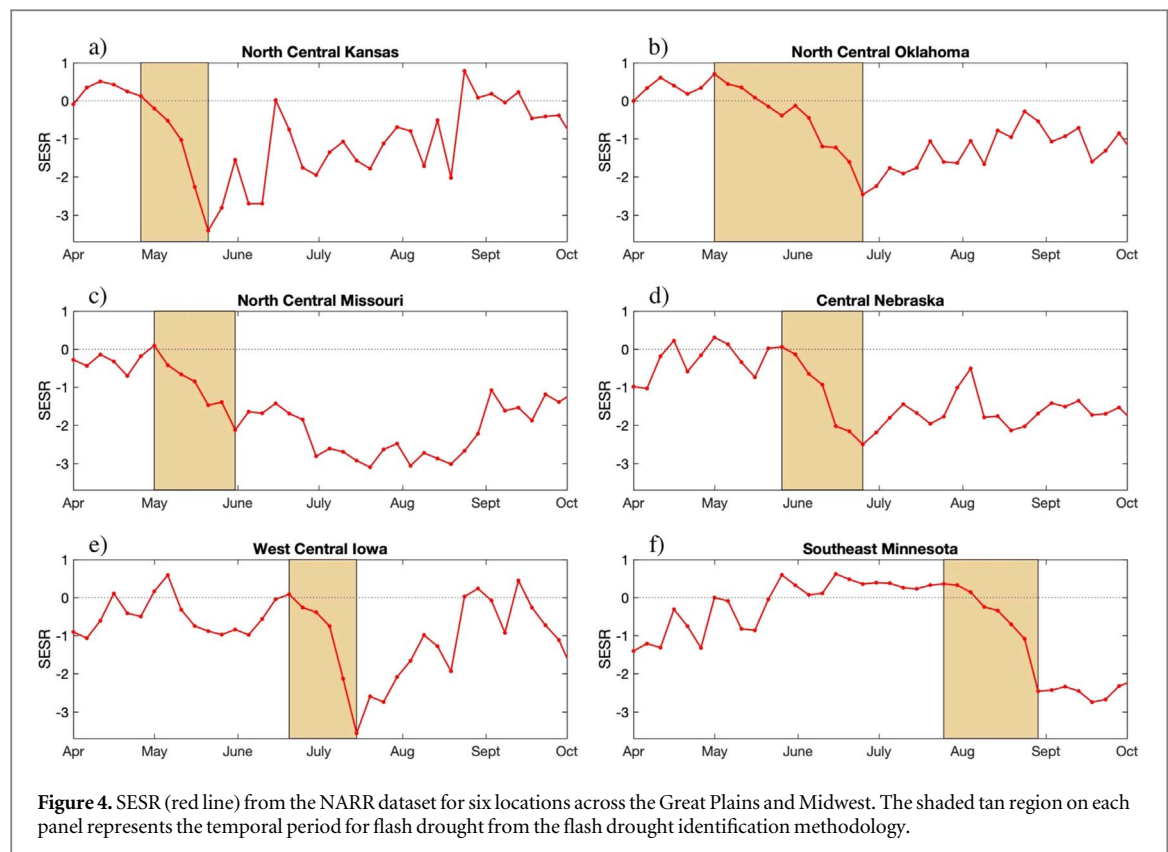 a)
North Central Kansas
1
0
-1
-2
-3
SESR
Apr May June July Aug Sept Oct
b)
North Central Oklahoma
1
0
-1
-2
-3
SESR
Apr May June July Aug Sept Oct
c)
North Central Missouri
1
0
-1
-2
-3
SESR
Apr May June July Aug Sept Oct
d)
Central Nebraska
1
0
-1
-2
-3
SESR
Apr May June July Aug Sept Oct
e)
West Central Iowa
1
0
-1
-2
-3
SESR
Apr May June July Aug Sept Oct
f)
Southeast Minnesota
1
0
-1
-2
-3
SESR
Apr May June July Aug Sept Oct
Figure 4. SESR (red line) from the NARR dataset for six locations across the Great Plains and Midwest. The shaded tan region on each
panel represents the temporal period for flash drought from the flash drought identification methodology.